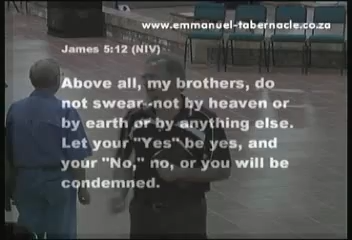 www.emmanuel-tabernacle.co.za
James 5:12 (NIV)
Above all, my brothers, do
not swear--not by heaven or
by earth or by anything else.
Let your "Yes" be yes, and
your "No," no, or you will be
condemned.